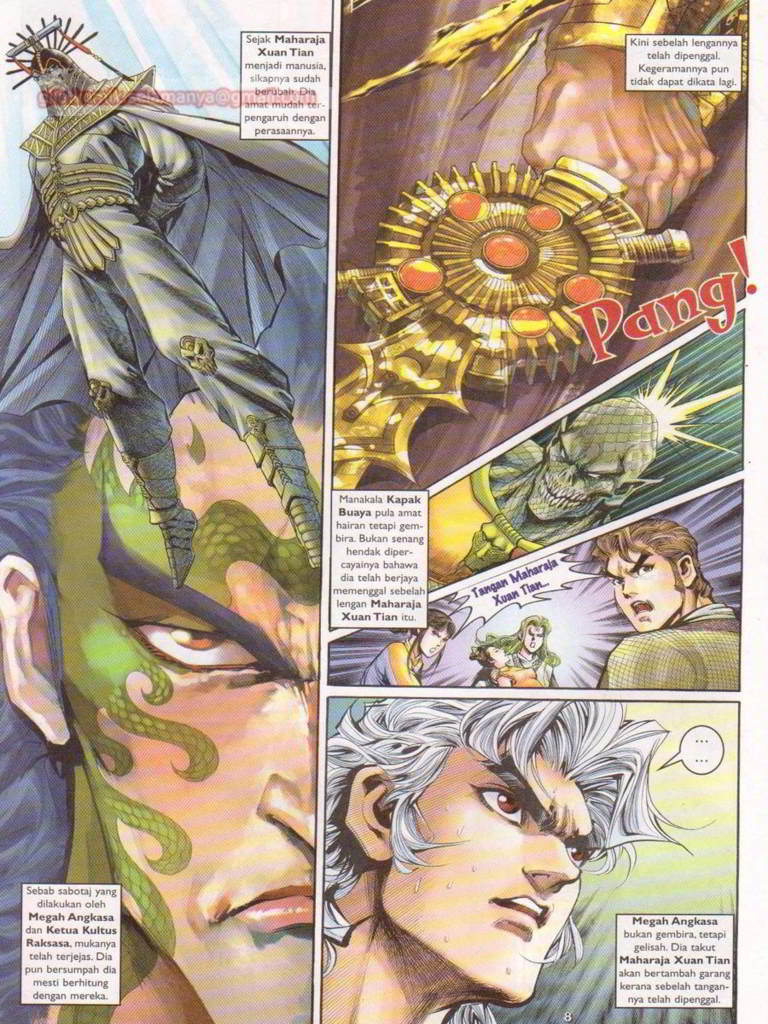 Sejak Maharaja
Xuan Tian
menjadi manusia,
sikapnya sudah
berubah. Dia
amat mudah ter-
pengaruh dengan
perasaannya.
Kini sebelah lengannya
telah dipenggal.
Kegeramannya pun
tidak dapat dikata lagi.
Pang!
Manakala Kapak
Buaya pula amat
hairan tetapi gem-
bira. Bukan senang
hendak diper-
cayainya bahawa
dia telah berjaya
memenggal sebelah
lengan Maharaja
Xuan Tian itu.
Tangan Maharaja
Xuan Tian...
Sebab sabotaj yang
dilakukan oleh
Megah Angkasa
dan Ketua Kultus
Raksasa, mukanya
telah terjejas. Dia
pun bersumpah dia
mesti berhitung
dengan mereka.
...
...
Megah Angkasa
bukan gembira, tetapi
gelisah. Dia takut
Maharaja Xuan Tian
akan bertambah garang
kerana sebelah tangan-
nya telah dipenggal.
8